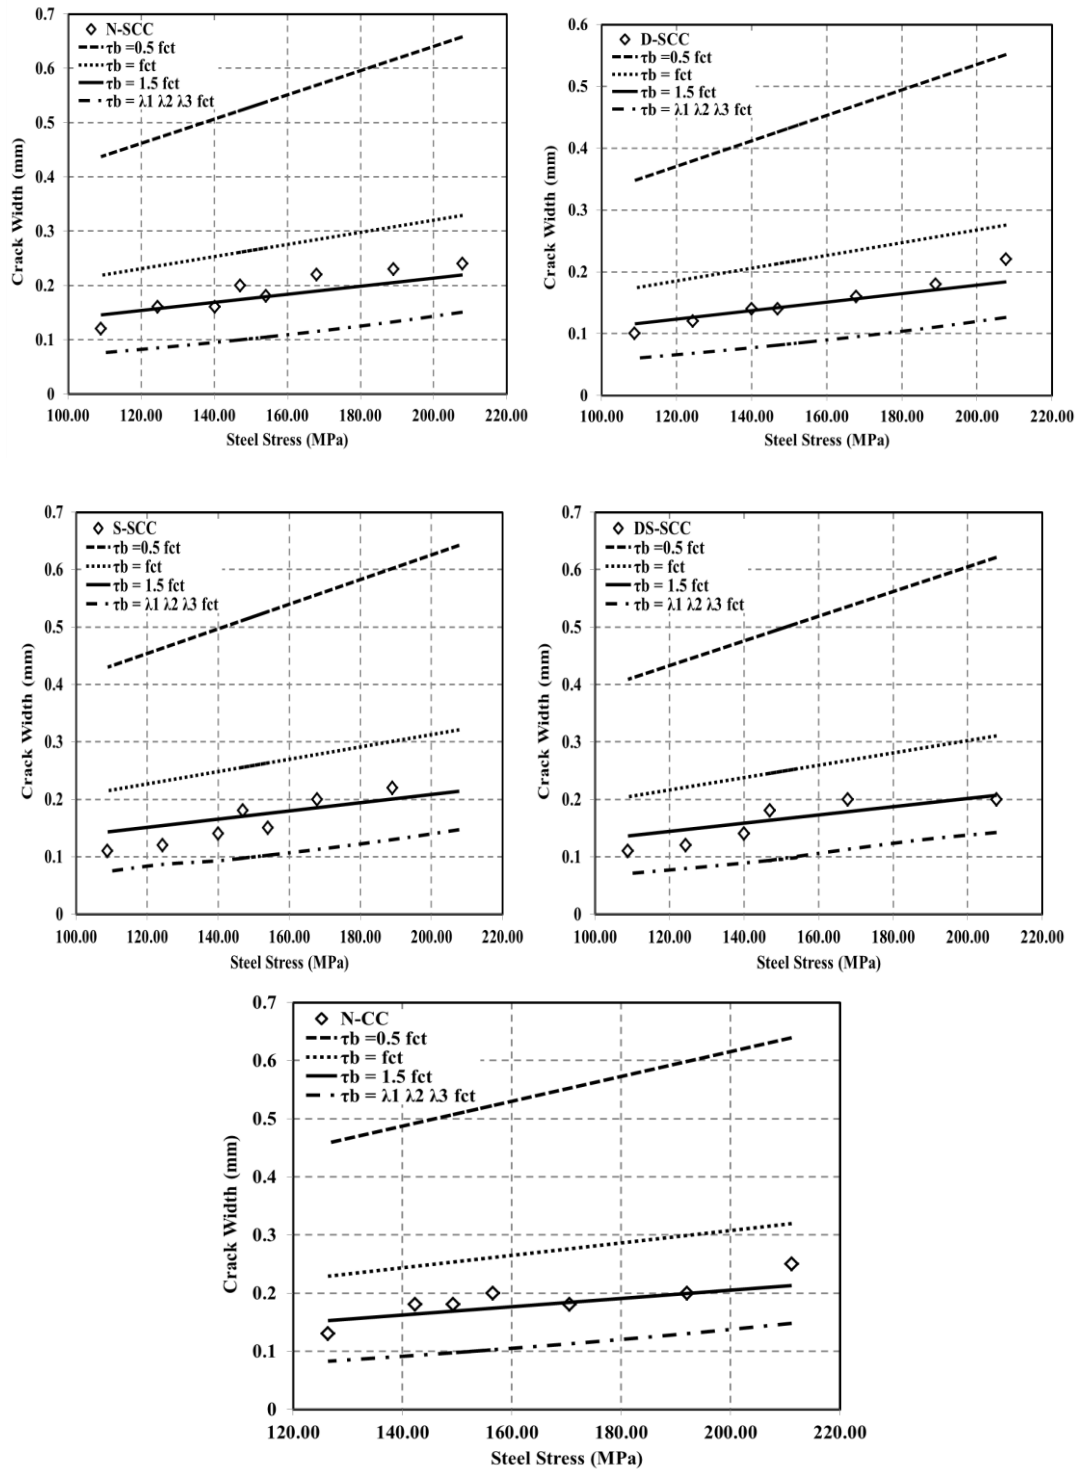 0.7
0.6
0.5
0.4
0.3
0.2
0.1
0
Crack Width (mm)
N-SCC
τb =0.5 fct
τb = fct
τb = 1.5 fct
τb = λ1 λ2 λ3 fct
100.00 120.00 140.00 160.00 180.00 200.00 220.00
Steel Stress (MPa)
0.6
0.5
0.4
0.3
0.2
0.1
0
Crack Width (mm)
D-SCC
τb =0.5 fct
τb = fct
τb = 1.5 fct
τb = λ1 λ2 λ3 fct
100.00 120.00 140.00 160.00 180.00 200.00 220.00
Steel Stress (MPa)
0.7
0.6
0.5
0.4
0.3
0.2
0.1
0
Crack Width (mm)
S-SCC
τb =0.5 fct
τb = fct
τb = 1.5 fct
τb = λ1 λ2 λ3 fct
100.00 120.00 140.00 160.00 180.00 200.00 220.00
Steel Stress (MPa)
0.7
0.6
0.5
0.4
0.3
0.2
0.1
0
Crack Width (mm)
DS-SCC
τb =0.5 fct
τb = fct
τb = 1.5 fct
τb = λ1 λ2 λ3 fct
100.00 120.00 140.00 160.00 180.00 200.00 220.00
Steel Stress (MPa)
0.7
0.6
0.5
0.4
0.3
0.2
0.1
0
Crack Width (mm)
N-CC
τb =0.5 fct
τb = fct
τb = 1.5 fct
τb = λ1 λ2 λ3 fct
120.00 140.00 160.00 180.00 200.00 220.00
Steel Stress (MPa)